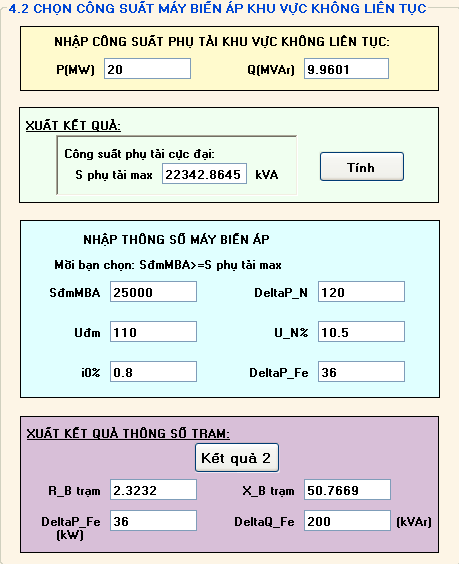 4.2 CHỌN CÔNG SUẤT MÁY BIẾN ÁP KHU VỰC KHÔNG LIÊN TỤC
NHẬP CÔNG SUẤT PHỤ TẢI KHU VỰC KHÔNG LIÊN TỤC:
P(MW) 20 Q(MVAr) 9.9601
XUẤT KẾT QUẢ:
Công suất phụ tải cực đại:
S phụ tải max 22342.8645 kVA
Tính
NHẬP THÔNG SỐ MÁY BIẾN ÁP
Mời bạn chọn: SđmMBA>=S phụ tải max
SđmMBA 25000 DeltaP_N 120
Uđm 110 U_N% 10.5
i0% 0.8 DeltaP_Fe 36
XUẤT KẾT QUẢ THÔNG SỐ TRẠM:
Kết quả 2
R_B trạm 2.3232 X_B trạm 50.7669
DeltaP_Fe 36 DeltaQ_Fe 200 (kVAr)
(kW)